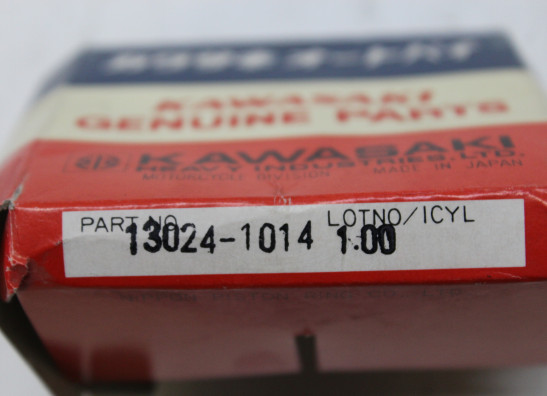 KAWASAKI
GENUINE PARTS
KAWASAKI
HEAVY INDUSTRIES, LTD.
MOTORCYCLE DIVISION MADE IN JAPAN
PART NO. LOTNO/1CYL
13024-1014 1.00